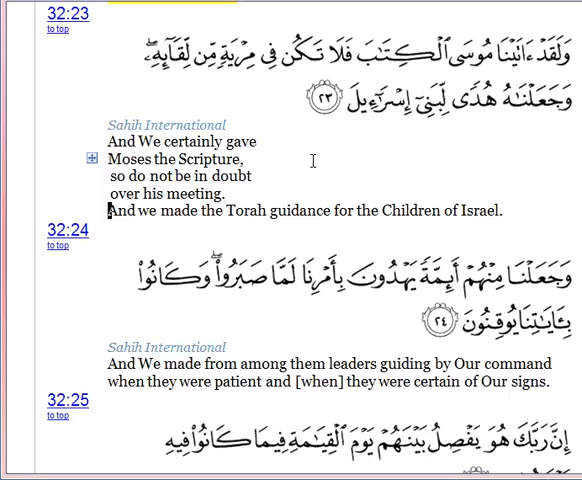 32:23
to top
وَلَقَدْ ءَاتَيْنَا مُوسَى ٱلْكِتَٰبَ فَلَا تَكُن فِى مِرْيَةٍ مِّن لِّقَآئِهِۦ ۖ
وَجَعَلْنَٰهُ هُدًى لِّبَنِىٓ إِسْرَٰٓءِيلَ ٢٣
Sahih International
And We certainly gave
Moses the Scripture,
so do not be in doubt
over his meeting.
And we made the Torah guidance for the Children of Israel.
32:24
to top
وَجَعَلْنَا مِنْهُمْ أَئِمَّةً يَهْدُونَ بِأَمْرِنَا لَمَّا صَبَرُوا۟ ۖ وَكَانُوا۟
بِـَٔايَٰتِنَا يُوقِنُونَ ٢٤
Sahih International
And We made from among them leaders guiding by Our command
when they were patient and [when] they were certain of Our signs.
32:25
to top
إِنَّ رَبَّكَ هُوَ يَفْصِلُ بَيْنَهُمْ يَوْمَ ٱلْقِيَٰمَةِ فِيمَا كَانُوا۟ فِيهِ